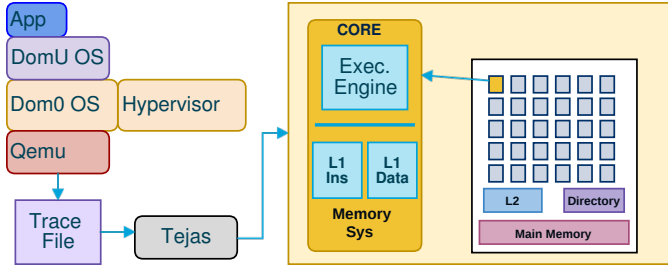 App
DomU OS
Dom0 OS
Hypervisor
Qemu
Trace
File
Tejas
CORE
Exec.
Engine
L1
Ins
L1
Data
Memory
Sys
L2
Directory
Main Memory